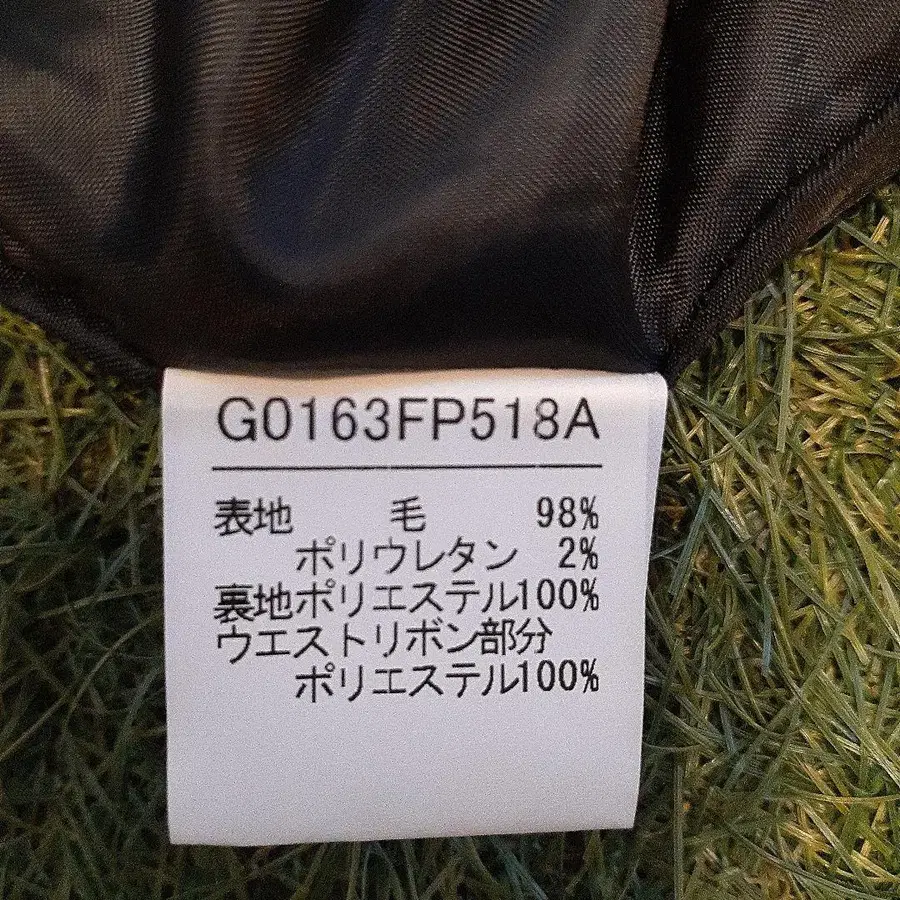 G0163FP518A
表地 毛 98%
ポリウレタン 2%
裏地ポリエステル100%
ウエストリボン部分
ポリエステル100%